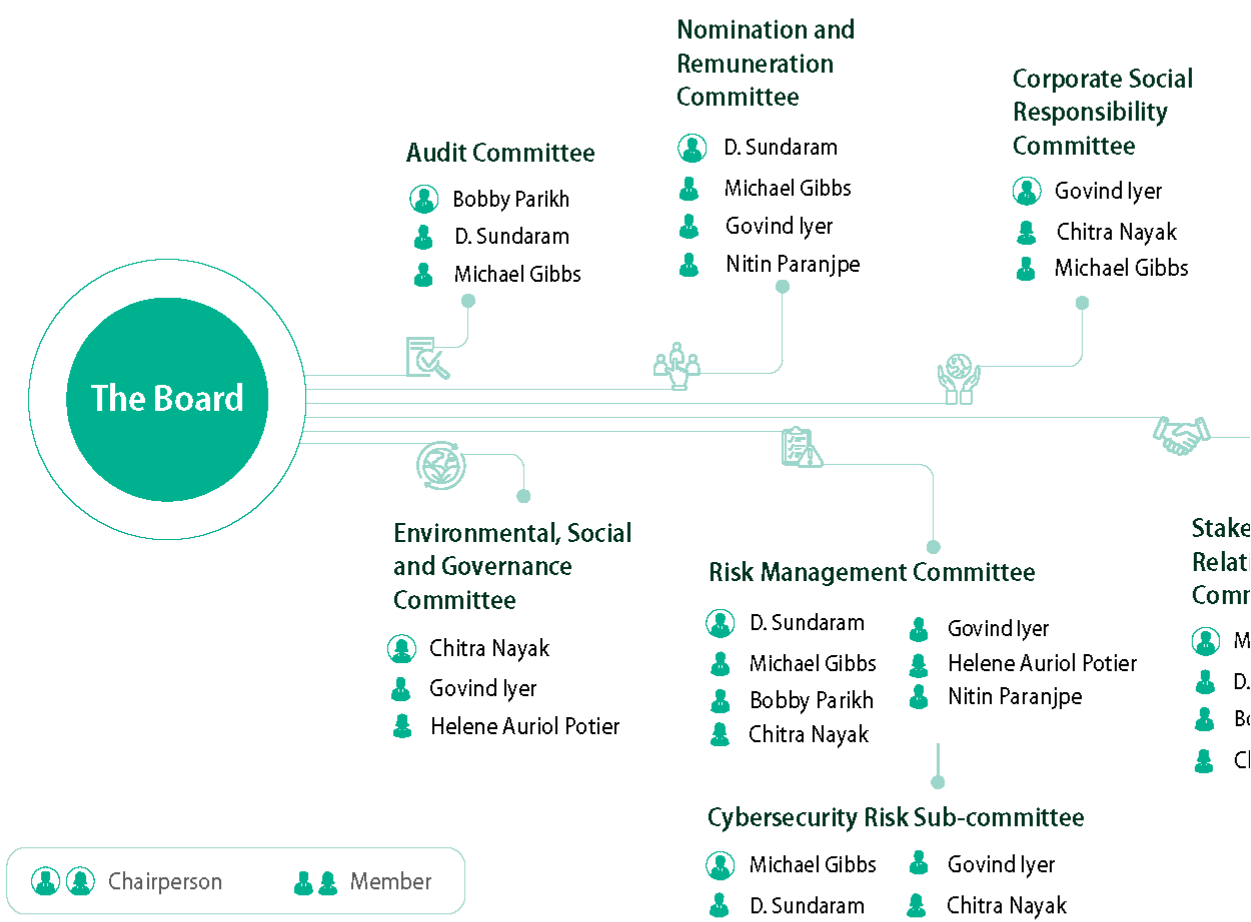 Nomination and
Remuneration
Committee
D. Sundaram
Michael Gibbs
Govind Iyer
Nitin Paranjpe
Corporate Social
Responsibility
Committee
Govind Iyer
Chitra Nayak
Michael Gibbs
Audit Committee
Bobby Parikh
D. Sundaram
Michael Gibbs
The Board
Environmental, Social
and Governance
Committee
Chitra Nayak
Govind Iyer
Helene Auriol Potier
Risk Management Committee
D. Sundaram
Michael Gibbs
Bobby Parikh
Chitra Nayak
Govind Iyer
Helene Auriol Potier
Nitin Paranjpe
Cybersecurity Risk Sub-committee
Michael Gibbs
D. Sundaram
Govind Iyer
Chitra Nayak
D.
Chairperson
Member